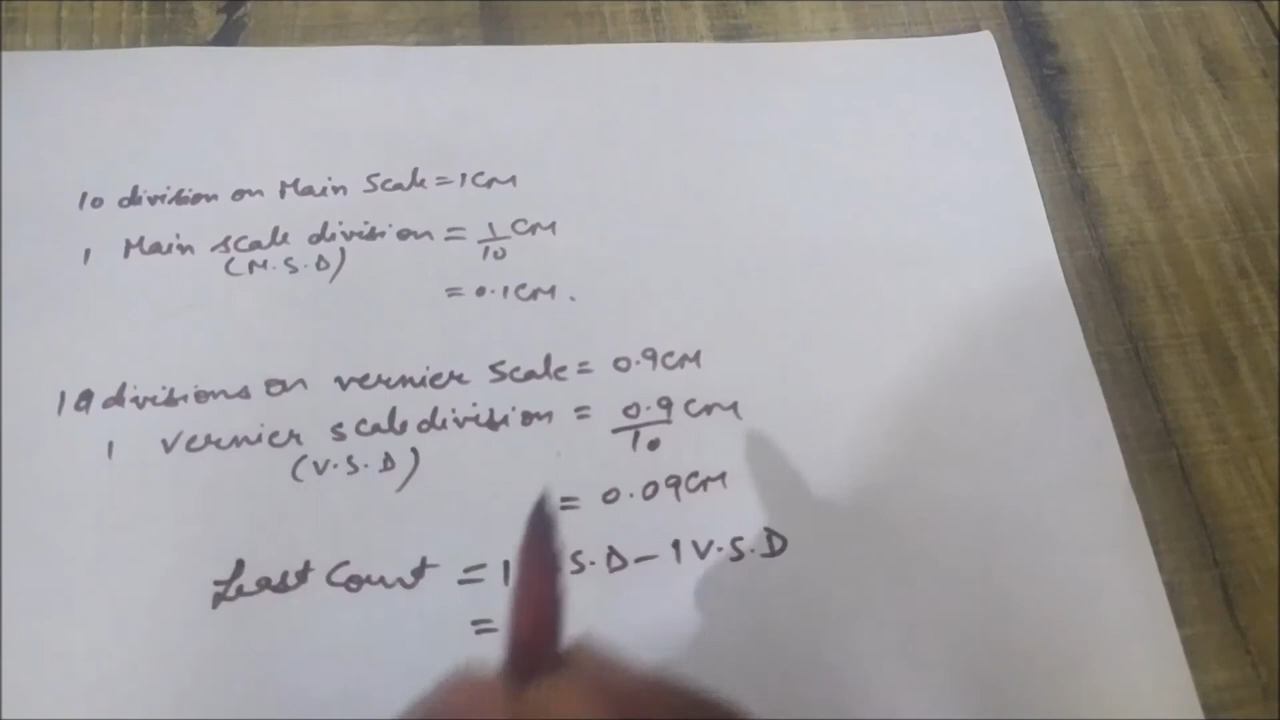 10 division on Main Scale = 1CM
1 Main scale division = 1/10 CM
(M.S.D)
= 0.1CM.
10 divisions on vernier Scale = 0.9CM
1 vernier scale division = 0.9/10 CM
(V.S.D)
= 0.09CM
Least Count = 1 S.D - 1V.S.D
=